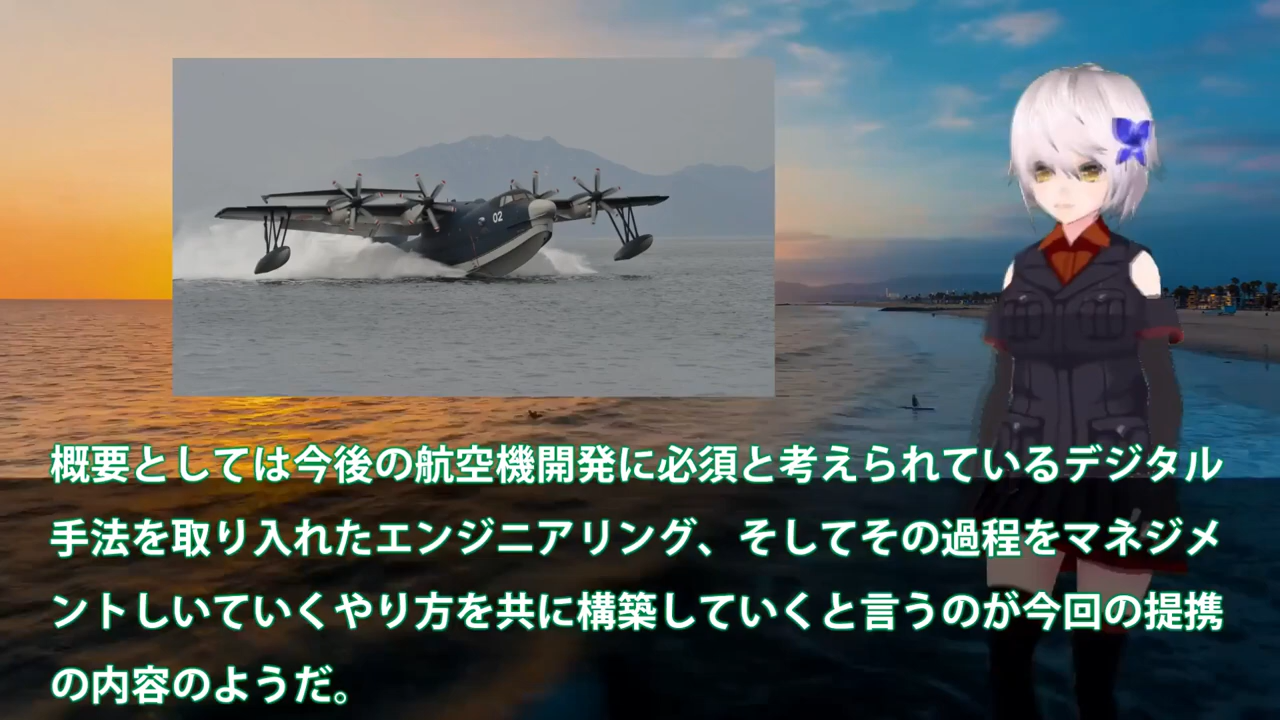 02
概要としては今後の航空機開発に必須と考えられているデジタル
手法を取り入れたエンジニアリング、そしてその過程をマネジメ
ントしいていくやり方を共に構築していくと言うのが今回の提携
の内容のようだ。